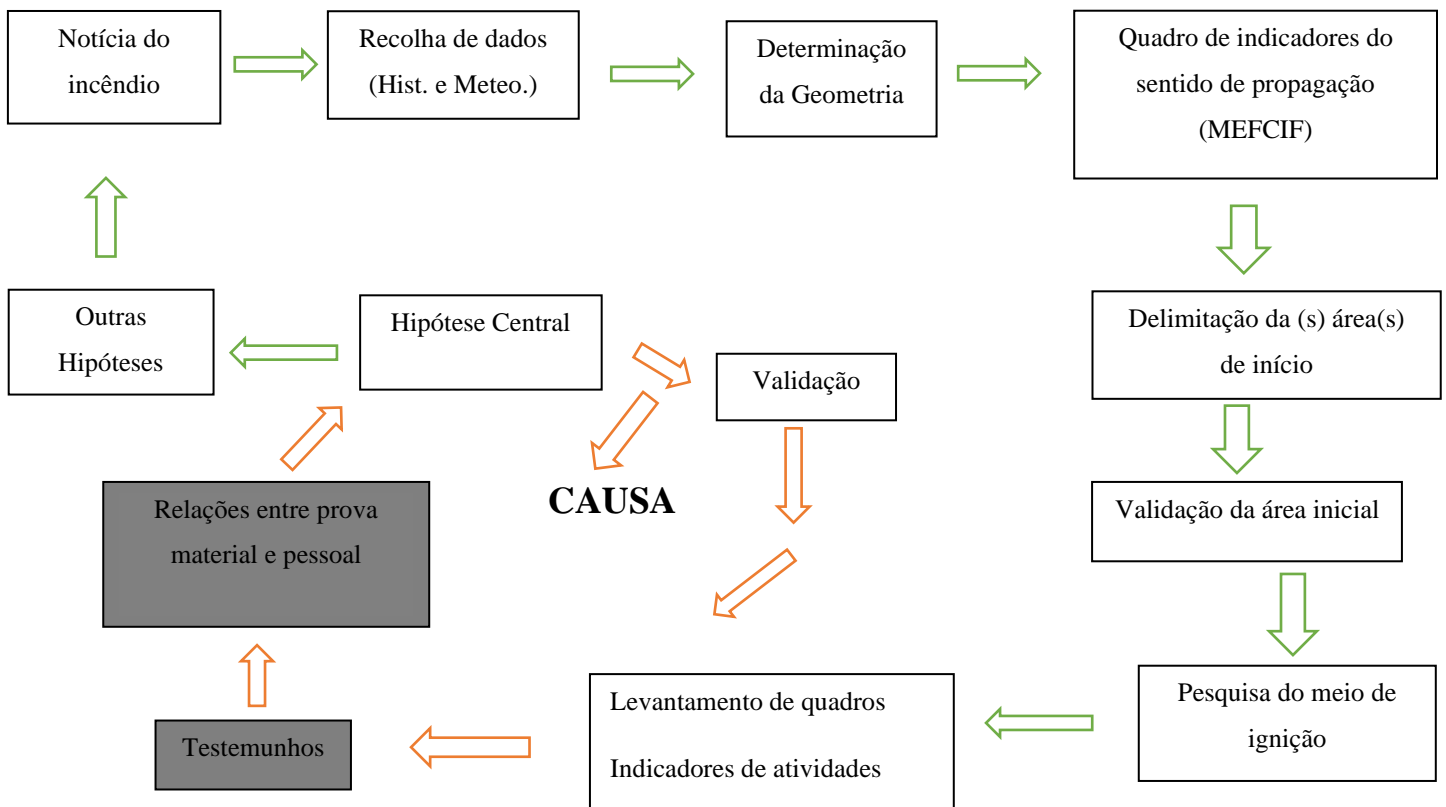 Notícia do
incêndio
Recolha de dados
(Hist. e Meteo.)
Determinação
da Geometria
Quadro de indicadores do
sentido de propagação
(MEFCIF)
Outras
Hipóteses
Hipótese Central
Validação
Delimitação da (s) área(s)
de início
CAUSA
Relações entre prova
material e pessoal
Validação da área inicial
Testemunhos
Levantamento de quadros
Indicadores de atividades
Pesquisa do meio de
ignição